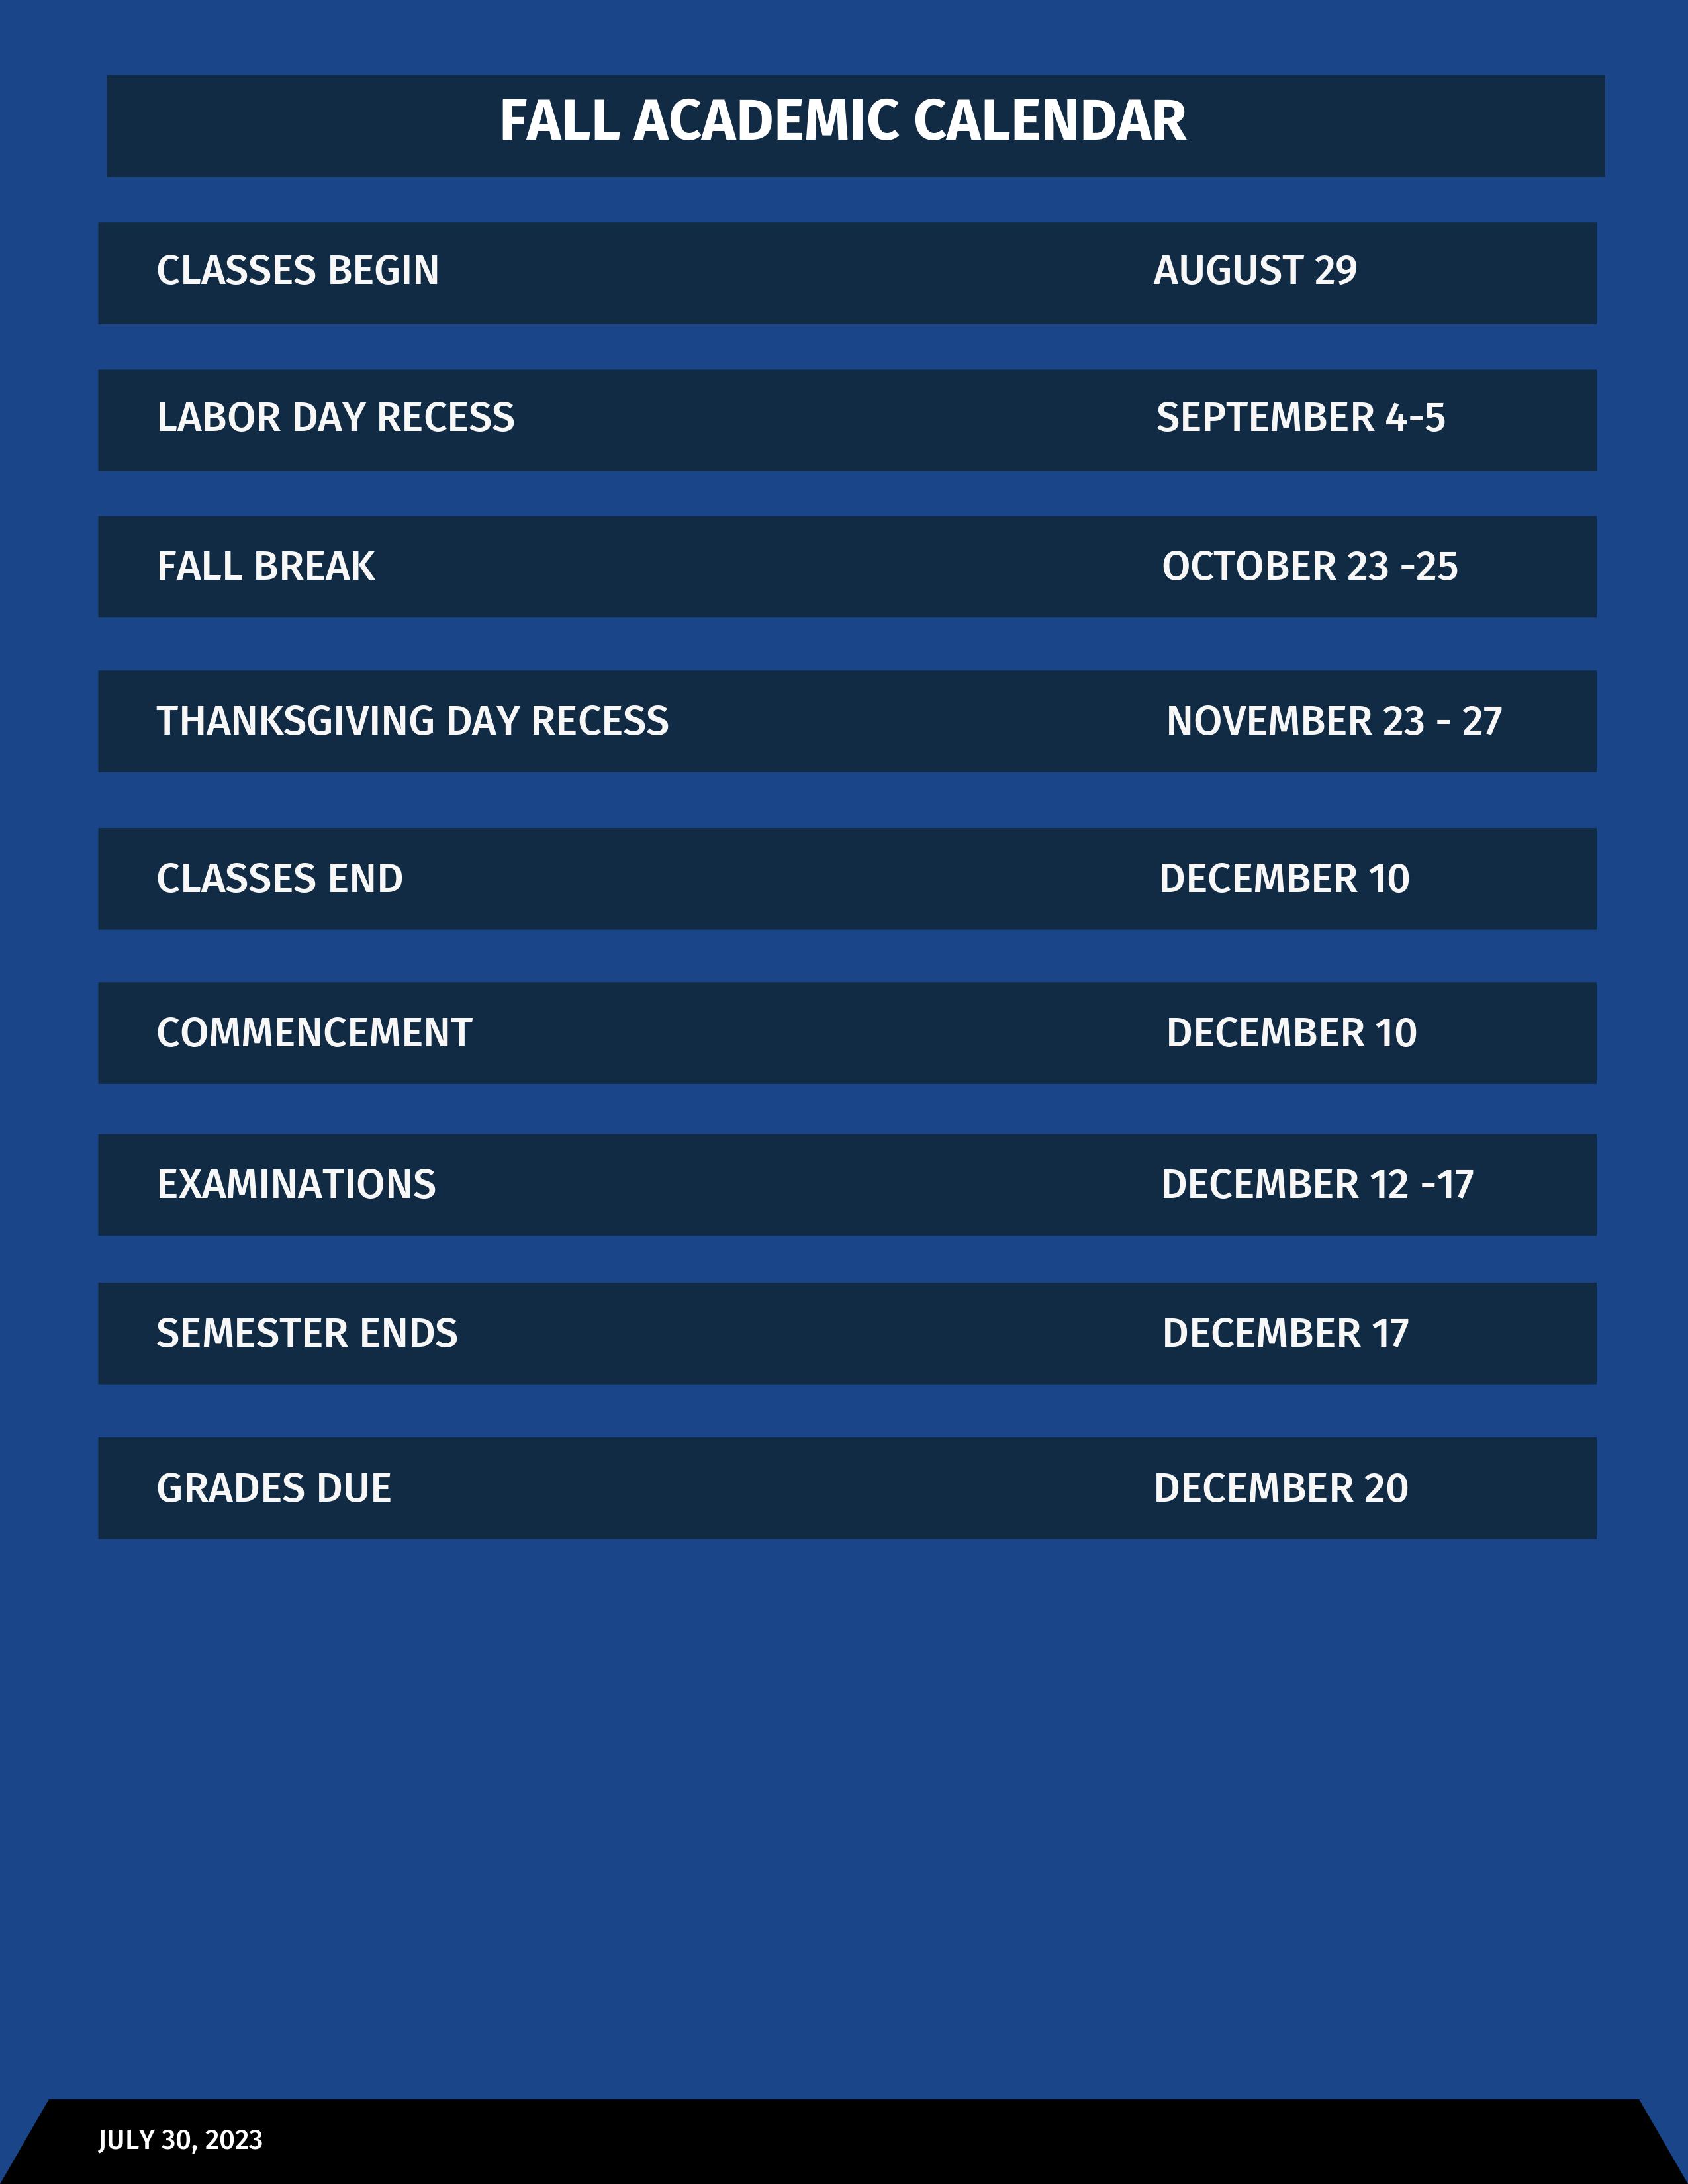 FALL ACADEMIC CALENDAR
CLASSES BEGIN AUGUST 29
LABOR DAY RECESS SEPTEMBER 4-5
FALL BREAK OCTOBER 23 -25
THANKSGIVING DAY RECESS NOVEMBER 23 - 27
CLASSES END DECEMBER 10
COMMENCEMENT DECEMBER 10
EXAMINATIONS DECEMBER 12 -17
SEMESTER ENDS DECEMBER 17
GRADES DUE DECEMBER 20
JULY 30, 2023